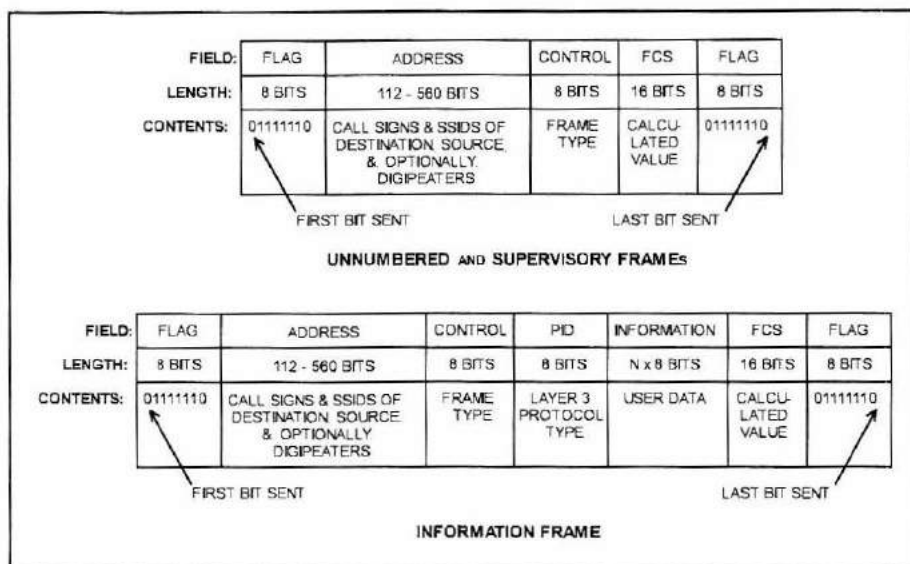 FIELD: FLAG ADDRESS CONTROL FCS FLAG
LENGTH: 8 BITS 112 - 560 BITS 8 BITS 16 BITS 8 BITS
CONTENTS: 01111110 CALL SIGNS & SSIDS OF FRAME CALCU- 01111110
DESTINATION SOURCE TYPE LATED
& OPTIONALLY VALUE
DIGIPEATERS
FIRST BIT SENT LAST BIT SENT
UNNUMBERED AND SUPERVISORY FRAMES
FIELD: FLAG ADDRESS CONTROL PID INFORMATION FCS FLAG
LENGTH: 8 BITS 112 - 560 BITS 8 BITS 8 BITS N x 8 BITS 16 BITS 8 BITS
CONTENTS: 01111110 CALL SIGNS & SSIDS OF FRAME LAYER 3 USER DATA CALCU- 01111110
DESTINATION SOURCE TYPE PROTOCOL LATED
& OPTIONALLY TYPE VALUE
DIGIPEATERS
FIRST BIT SENT LAST BIT SENT
INFORMATION FRAME